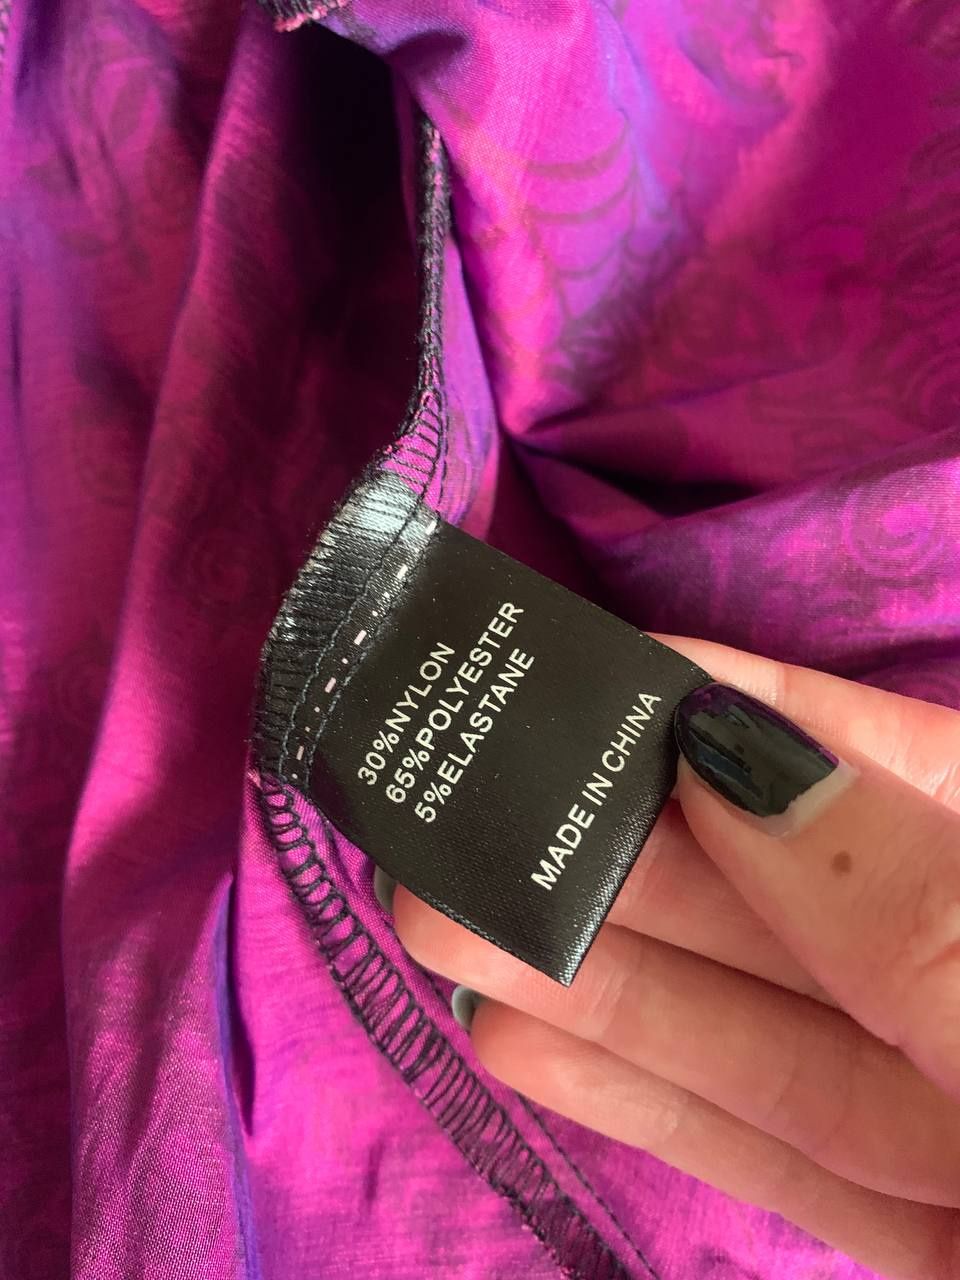 30%NYLON
65%POLYESTER
5%ELASTANE
MADE IN CHINA